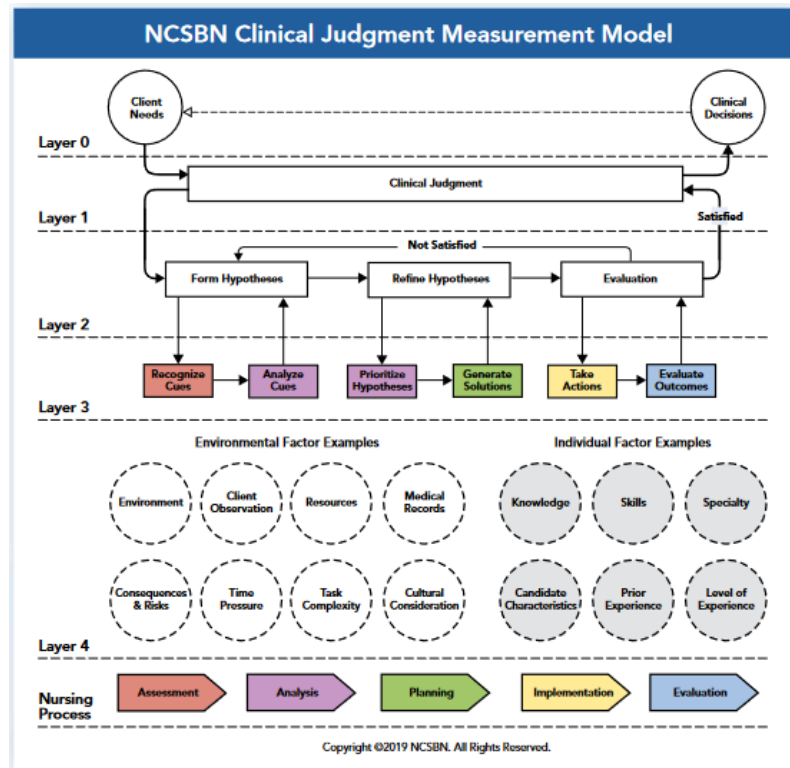 NCSBN Clinical Judgment Measurement Model
Client
Needs
Clinical
Decisions
Layer 0
Clinical Judgment
Layer 1
Satisfied
Not Satisfied
Form Hypotheses
Refine Hypotheses
Evaluation
Layer 2
Recognize
Cues
Analyze
Cues
Prioritize
Hypotheses
Generate
Solutions
Take
Actions
Evaluate
Outcomes
Layer 3
Environmental Factor Examples
Individual Factor Examples
Environment
Client
Observation
Resources
Medical
Records
Knowledge
Skills
Specialty
Consequences
& Risks
Time
Pressure
Task
Complexity
Cultural
Consideration
Candidate
Characteristics
Prior
Experience
Level of
Experience
Layer 4
Nursing
Process
Assessment
Analysis
Planning
Implementation
Evaluation
Copyright ©2019 NCSBN. All Rights Reserved.